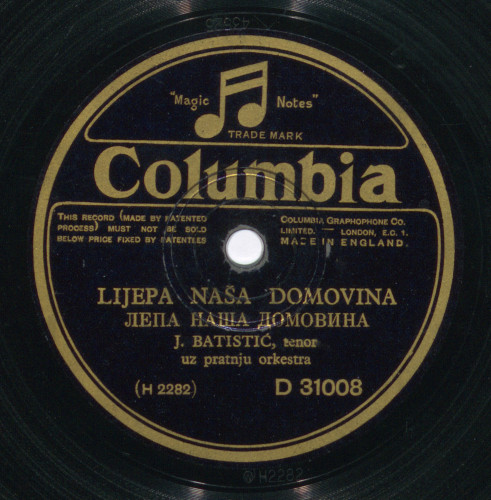 "Magic Notes"
TRADE MARK
Columbia
THIS RECORD (MADE BY PATENTED
PROCESS) MUST NOT BE SOLD
BELOW PRICE FIXED BY PATENTEES
COLUMBIA GRAPHOPHONE CO.
LIMITED. — LONDON, E.C. 1.
MADE IN ENGLAND.
LIJEPA NAŠA DOMOVINA
ЛЕПА НАША ДОМОВИНА
J. BATISTIĆ, tenor
uz pratnju orkestra
(H 2282) D 31008
H2282